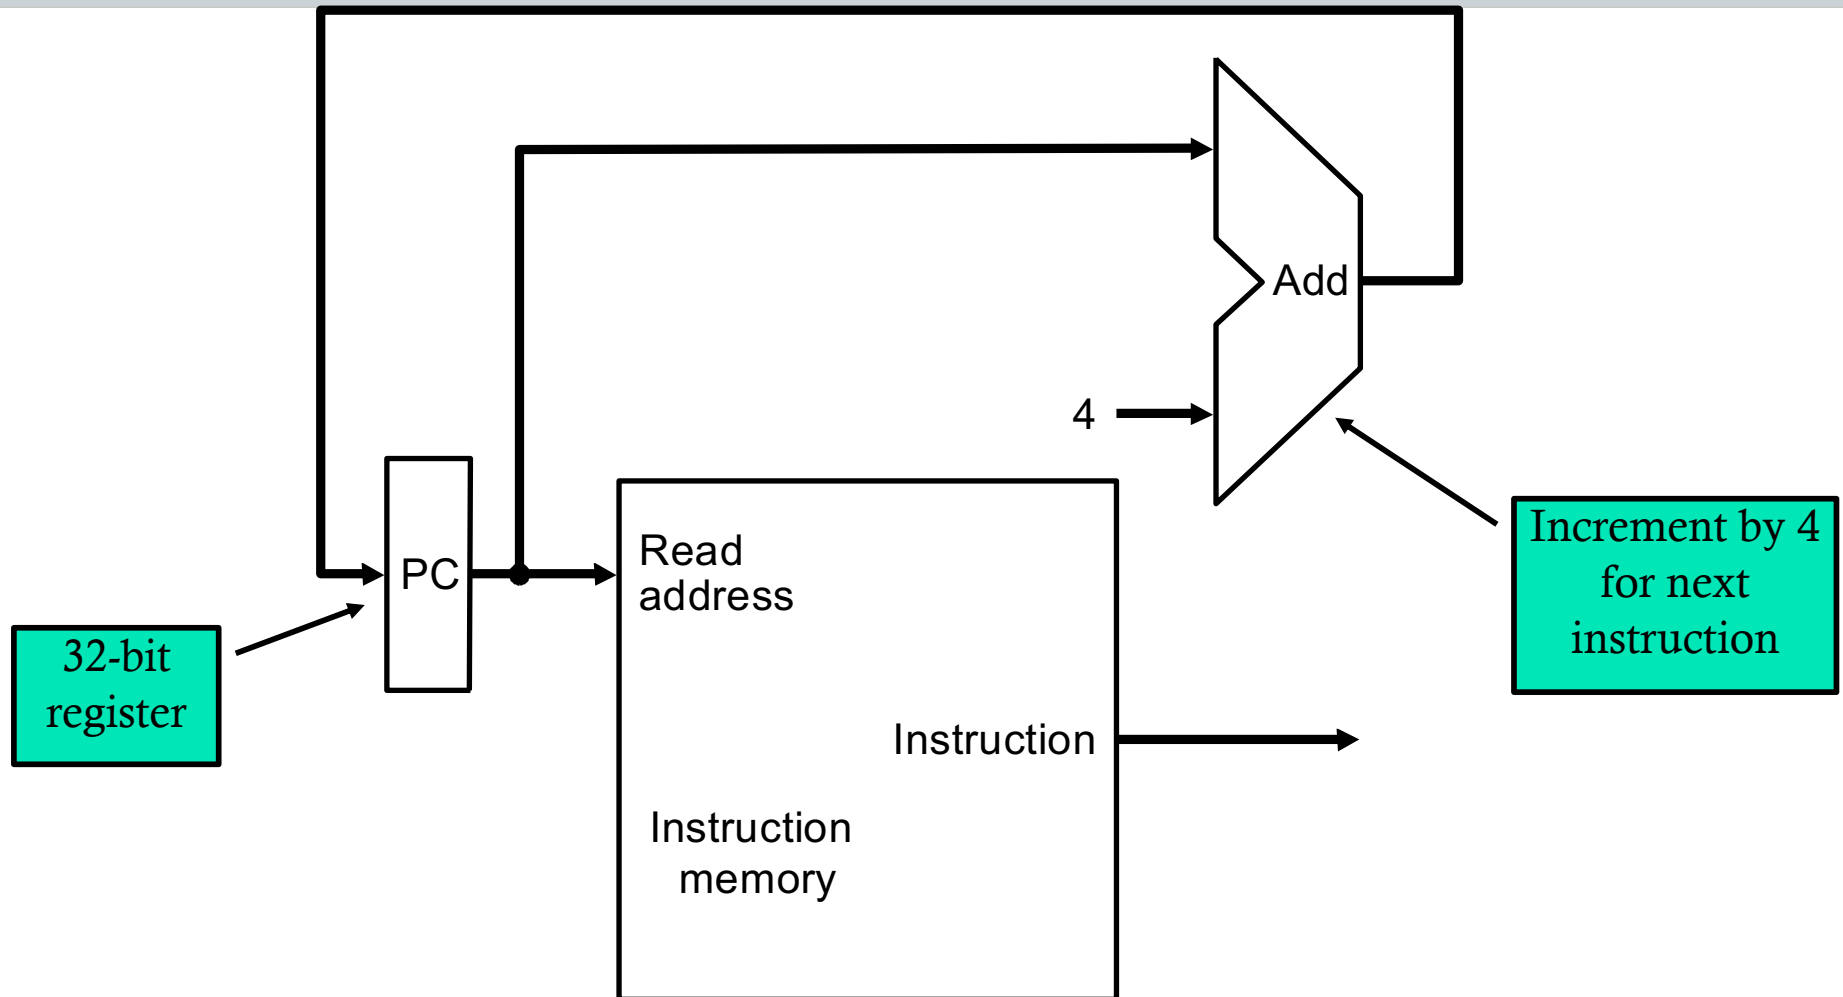 Add
4
PC
Read
address
Increment by 4
for next
instruction
32-bit
register
Instruction
Instruction
memory